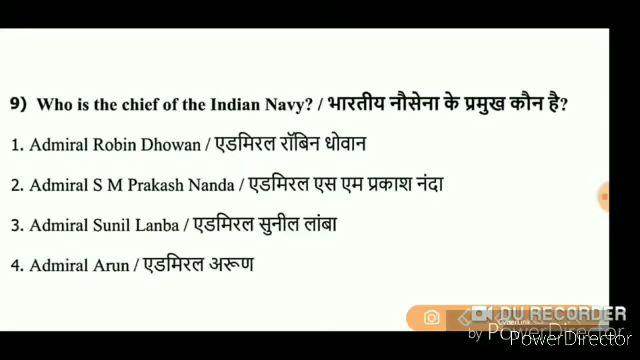 9) Who is the chief of the Indian Navy? / भारतीय नौसेना के प्रमुख कौन है?
1. Admiral Robin Dhowan / एडमिरल रॉबिन धोवान
2. Admiral S M Prakash Nanda / एडमिरल एस एम प्रकाश नंदा
3. Admiral Sunil Lanba / एडमिरल सुनील लांबा
4. Admiral Arun / एडमिरल अरूण
DU RECORDER
CyberLink
by PowerDirector
PowerDirector